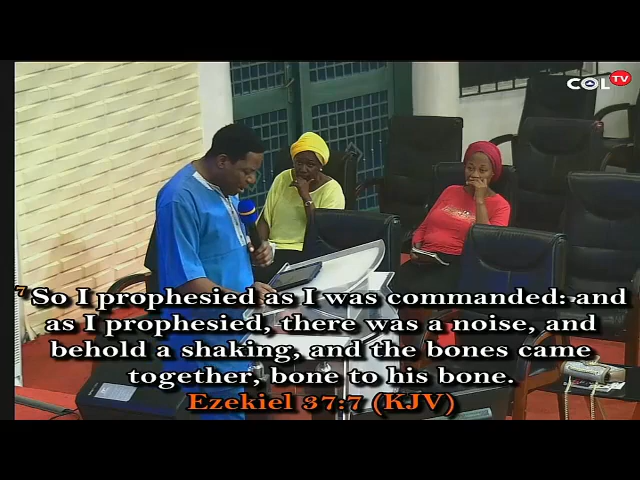 COL TV
7 So I prophesied as I was commanded: and
as I prophesied, there was a noise, and
behold a shaking, and the bones came
together, bone to his bone.
Ezekiel 37:7 (KJV)